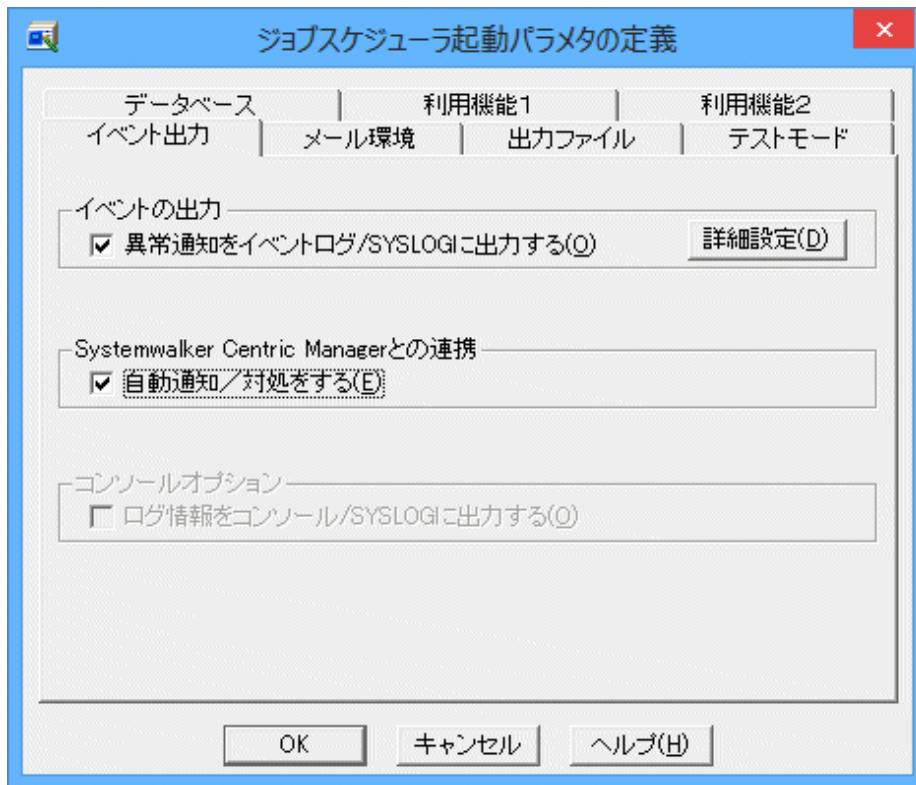 ジョブスケジューラ起動パラメタの定義
データベース 利用機能1 利用機能2
イベント出力 メール環境 出力ファイル テストモード
イベントの出力
異常通知をイベントログ/SYSLOGに出力する(O) 詳細設定(D)
Systemwalker Centric Managerとの連携
自動通知／対処をする(E)
コンソールオプション
ログ情報をコンソール/SYSLOGに出力する(O)
OK キャンセル ヘルプ(H)